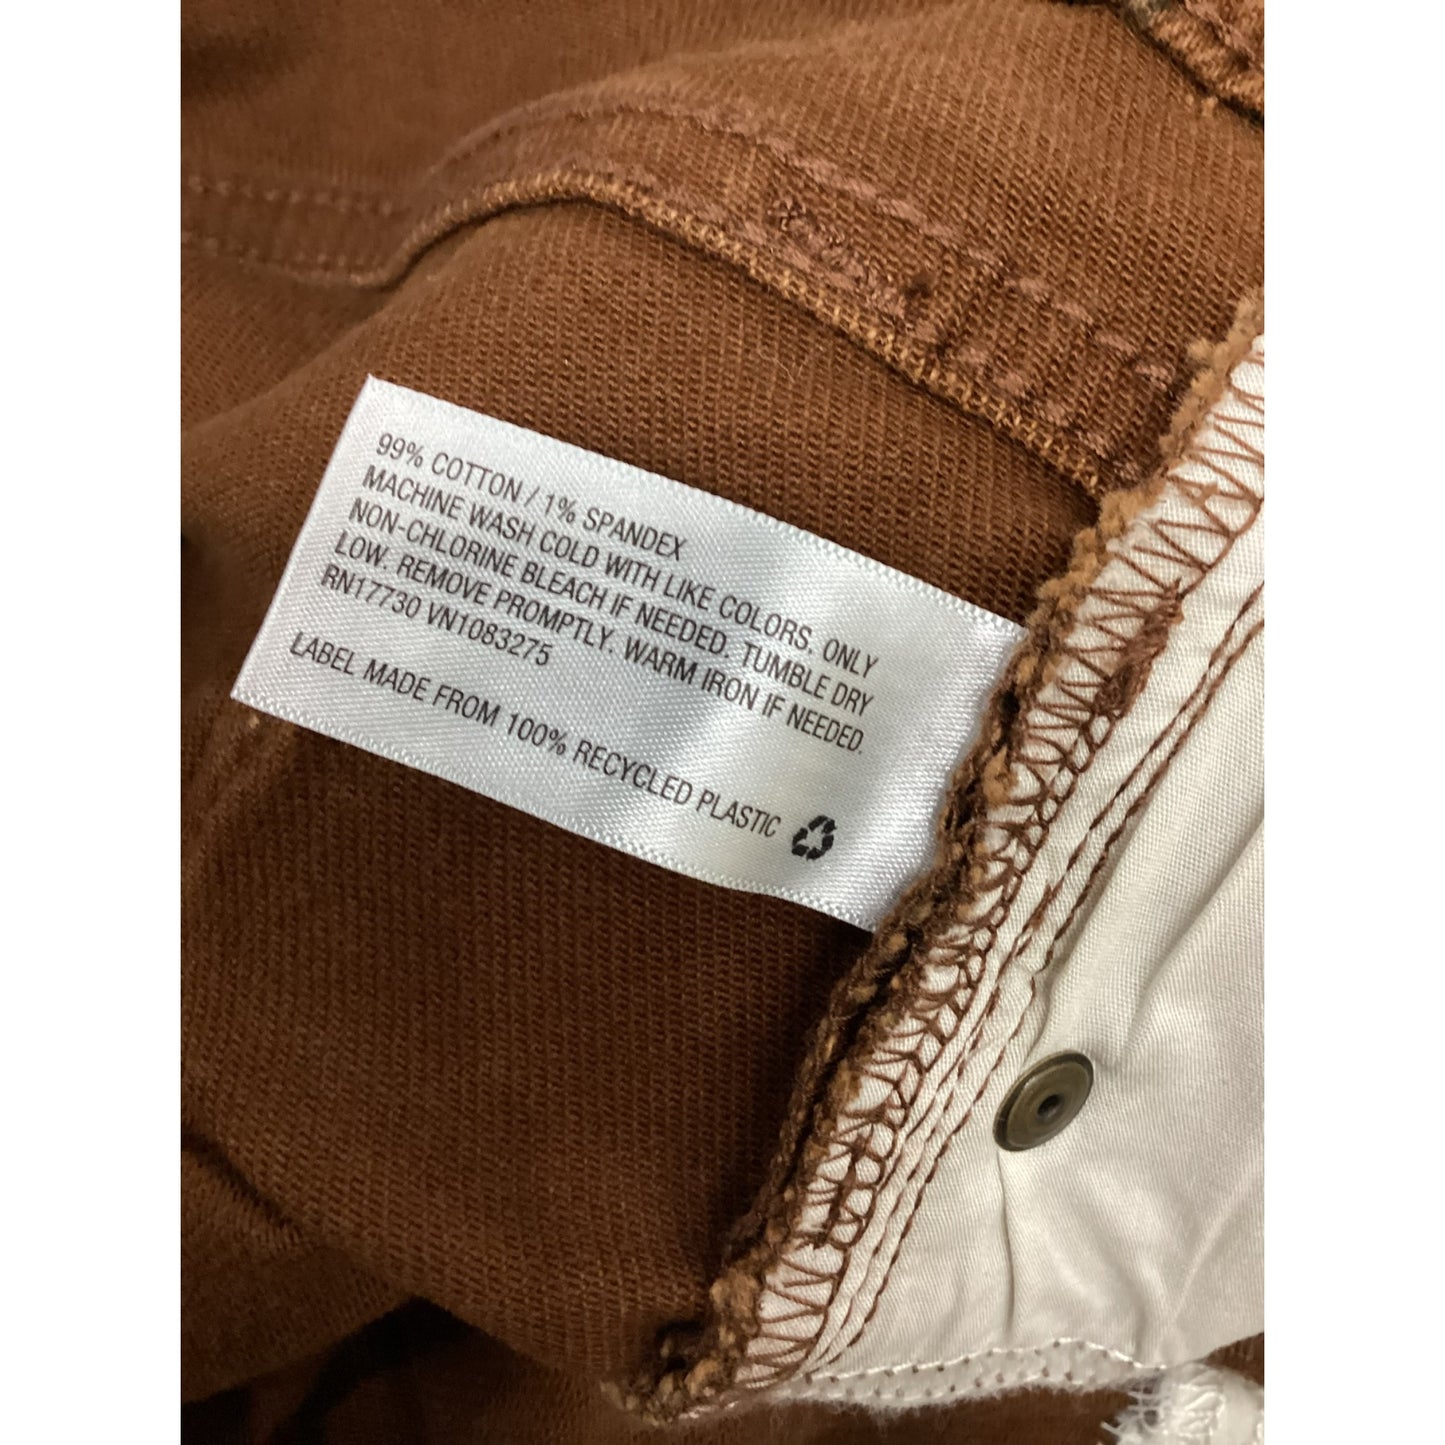 99% COTTON / 1% SPANDEX
MACHINE WASH COLD WITH LIKE COLORS. ONLY
NON-CHLORINE BLEACH IF NEEDED. TUMBLE DRY
LOW. REMOVE PROMPTLY. WARM IRON IF NEEDED.
RN17730 VN1083275
LABEL MADE FROM 100% RECYCLED PLASTIC